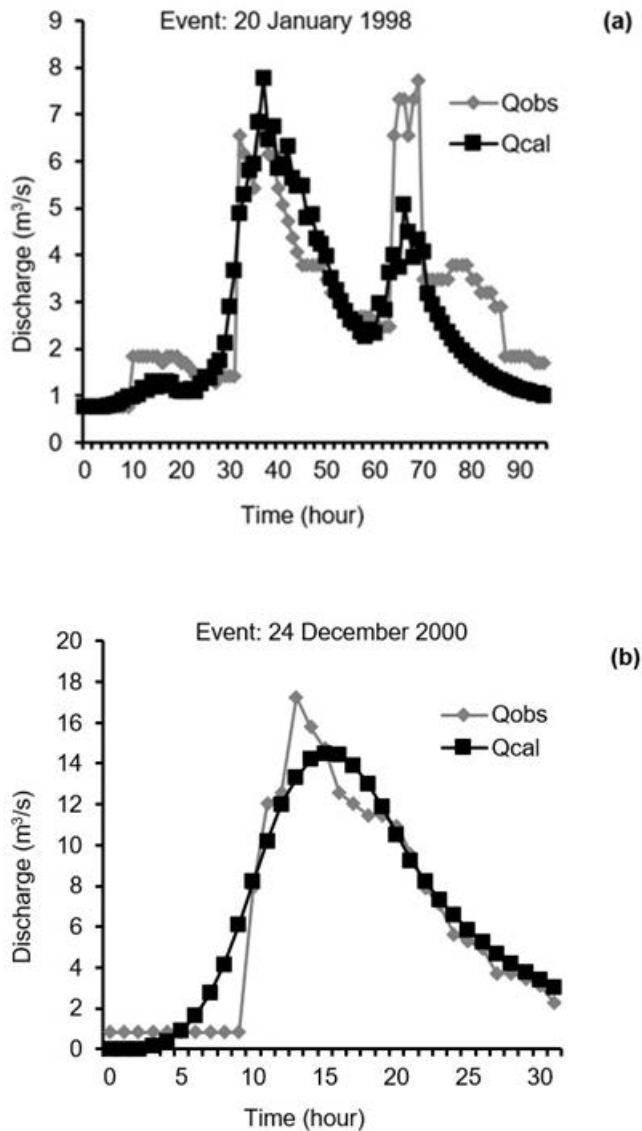 Event: 20 January 1998
(a)
9
8
7
6
5
4
3
2
1
0
Discharge (m³/s)
Qobs
Qcal
0 10 20 30 40 50 60 70 80 90
Time (hour)
Event: 24 December 2000
(b)
20
18
16
14
12
10
8
6
4
2
0
Discharge (m³/s)
Qobs
Qcal
0 5 10 15 20 25 30
Time (hour)